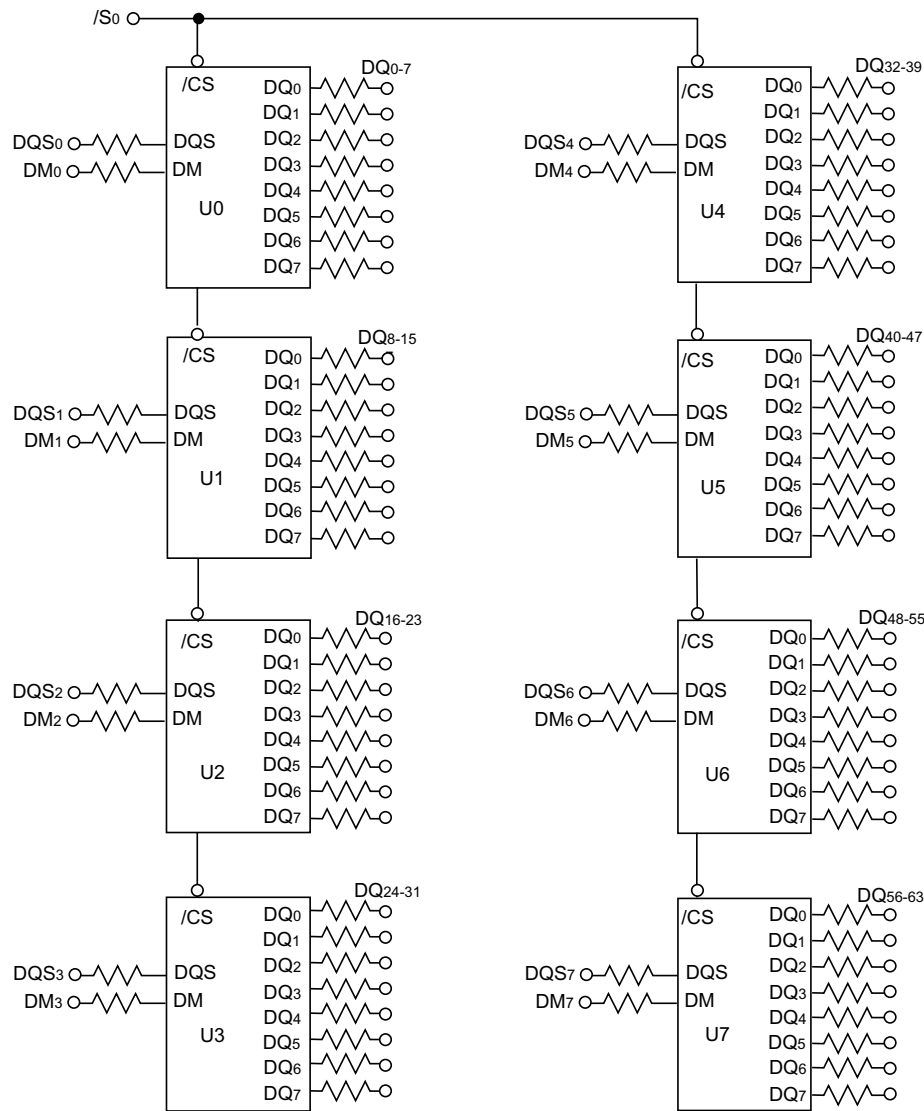 /S0
DQ0-7
/CS
DQ0
DQ1
DQ2
DQ3
DQ4
DQ5
DQ6
DQ7
DQS0
DQS
DM0
DM
U0
DQ32-39
/CS
DQ0
DQ1
DQ2
DQ3
DQ4
DQ5
DQ6
DQ7
DQS4
DQS
DM4
DM
U4
DQ8-15
/CS
DQ0
DQ1
DQ2
DQ3
DQ4
DQ5
DQ6
DQ7
DQS1
DQS
DM1
DM
U1
DQ40-47
/CS
DQ0
DQ1
DQ2
DQ3
DQ4
DQ5
DQ6
DQ7
DQS5
DQS
DM5
DM
U5
DQ16-23
/CS
DQ0
DQ1
DQ2
DQ3
DQ4
DQ5
DQ6
DQ7
DQS2
DQS
DM2
DM
U2
DQ48-55
/CS
DQ0
DQ1
DQ2
DQ3
DQ4
DQ5
DQ6
DQ7
DQS6
DQS
DM6
DM
U6
DQ24-31
/CS
DQ0
DQ1
DQ2
DQ3
DQ4
DQ5
DQ6
DQ7
DQS3
DQS
DM3
DM
U3
DQ56-63
/CS
DQ0
DQ1
DQ2
DQ3
DQ4
DQ5
DQ6
DQ7
DQS7
DQS
DM7
DM
U7